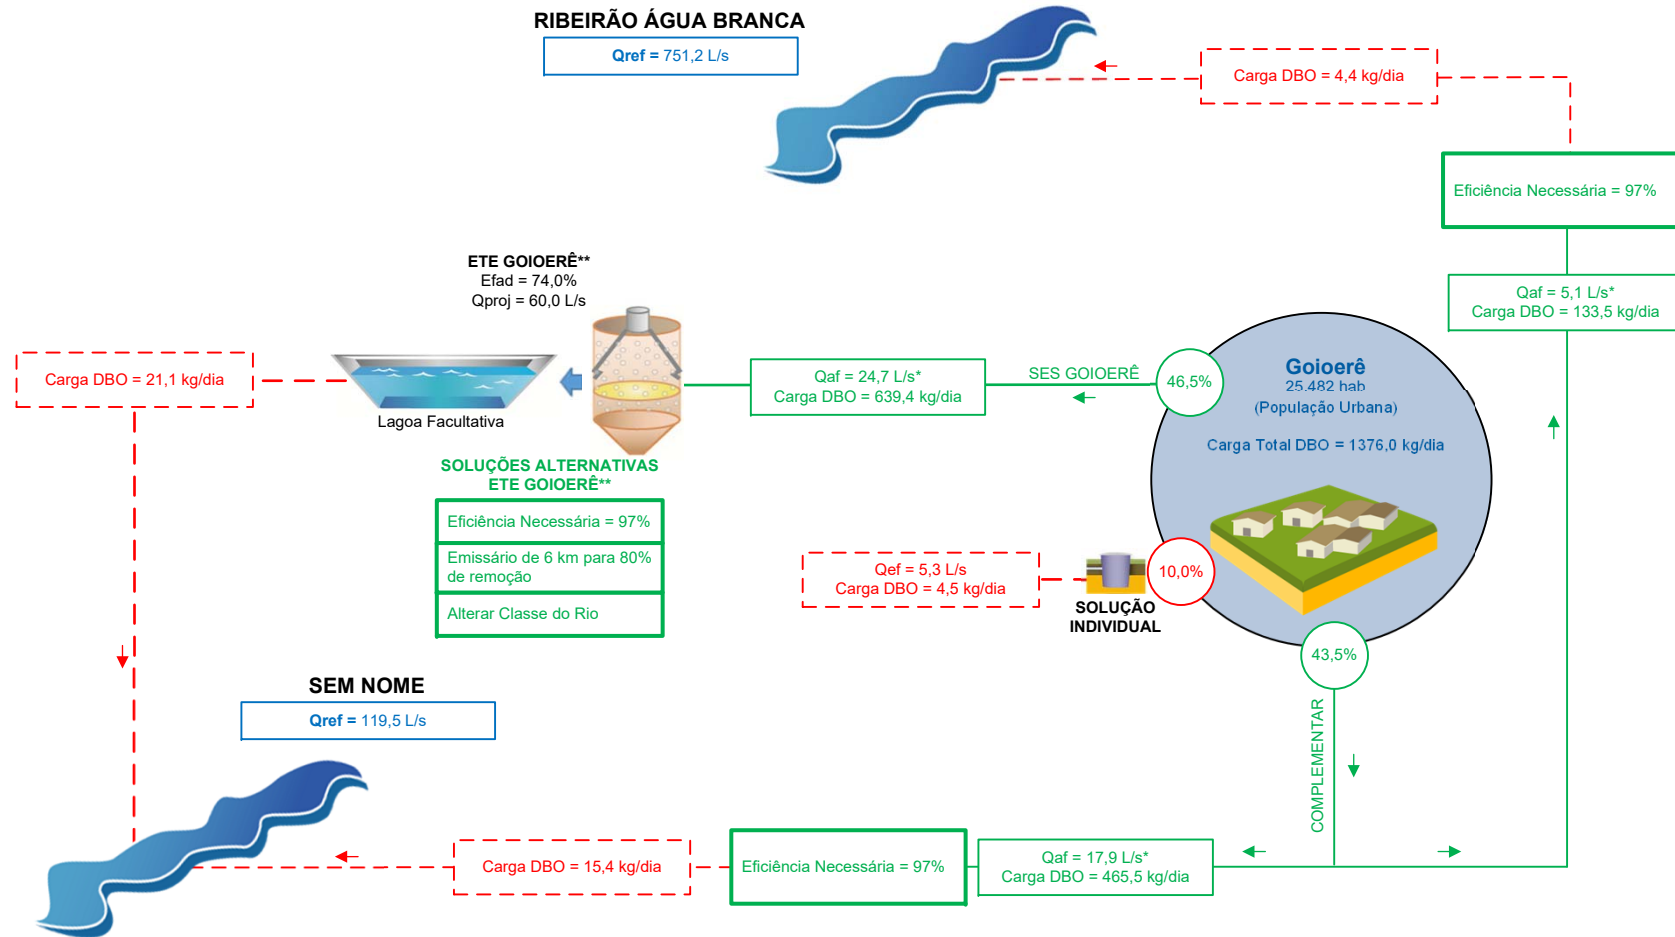 RIBEIRÃO ÁGUA BRANCA
Qref = 751,2 L/s
Carga DBO = 4,4 kg/dia
Eficiência Necessária = 97%
Qaf = 5,1 L/s*
Carga DBO = 133,5 kg/dia
ETE GOIOERÊ**
Efad = 74,0%
Qproj = 60,0 L/s
Carga DBO = 21,1 kg/dia
Lagoa Facultativa
Qaf = 24,7 L/s*
Carga DBO = 639,4 kg/dia
SES GOIOERÊ
46,5%
Goioerê
25.482 hab
(População Urbana)
Carga Total DBO = 1376,0 kg/dia
SOLUÇÕES ALTERNATIVAS
ETE GOIOERÊ**
Eficiência Necessária = 97%
Emissário de 6 km para 80%
de remoção
Alterar Classe do Rio
Qef = 5,3 L/s
Carga DBO = 4,5 kg/dia
SOLUÇÃO
INDIVIDUAL
10,0%
43,5%
COMPLEMENTAR
SEM NOME
Qref = 119,5 L/s
Carga DBO = 15,4 kg/dia
Eficiência Necessária = 97%
Qaf = 17,9 L/s*
Carga DBO = 465,5 kg/dia